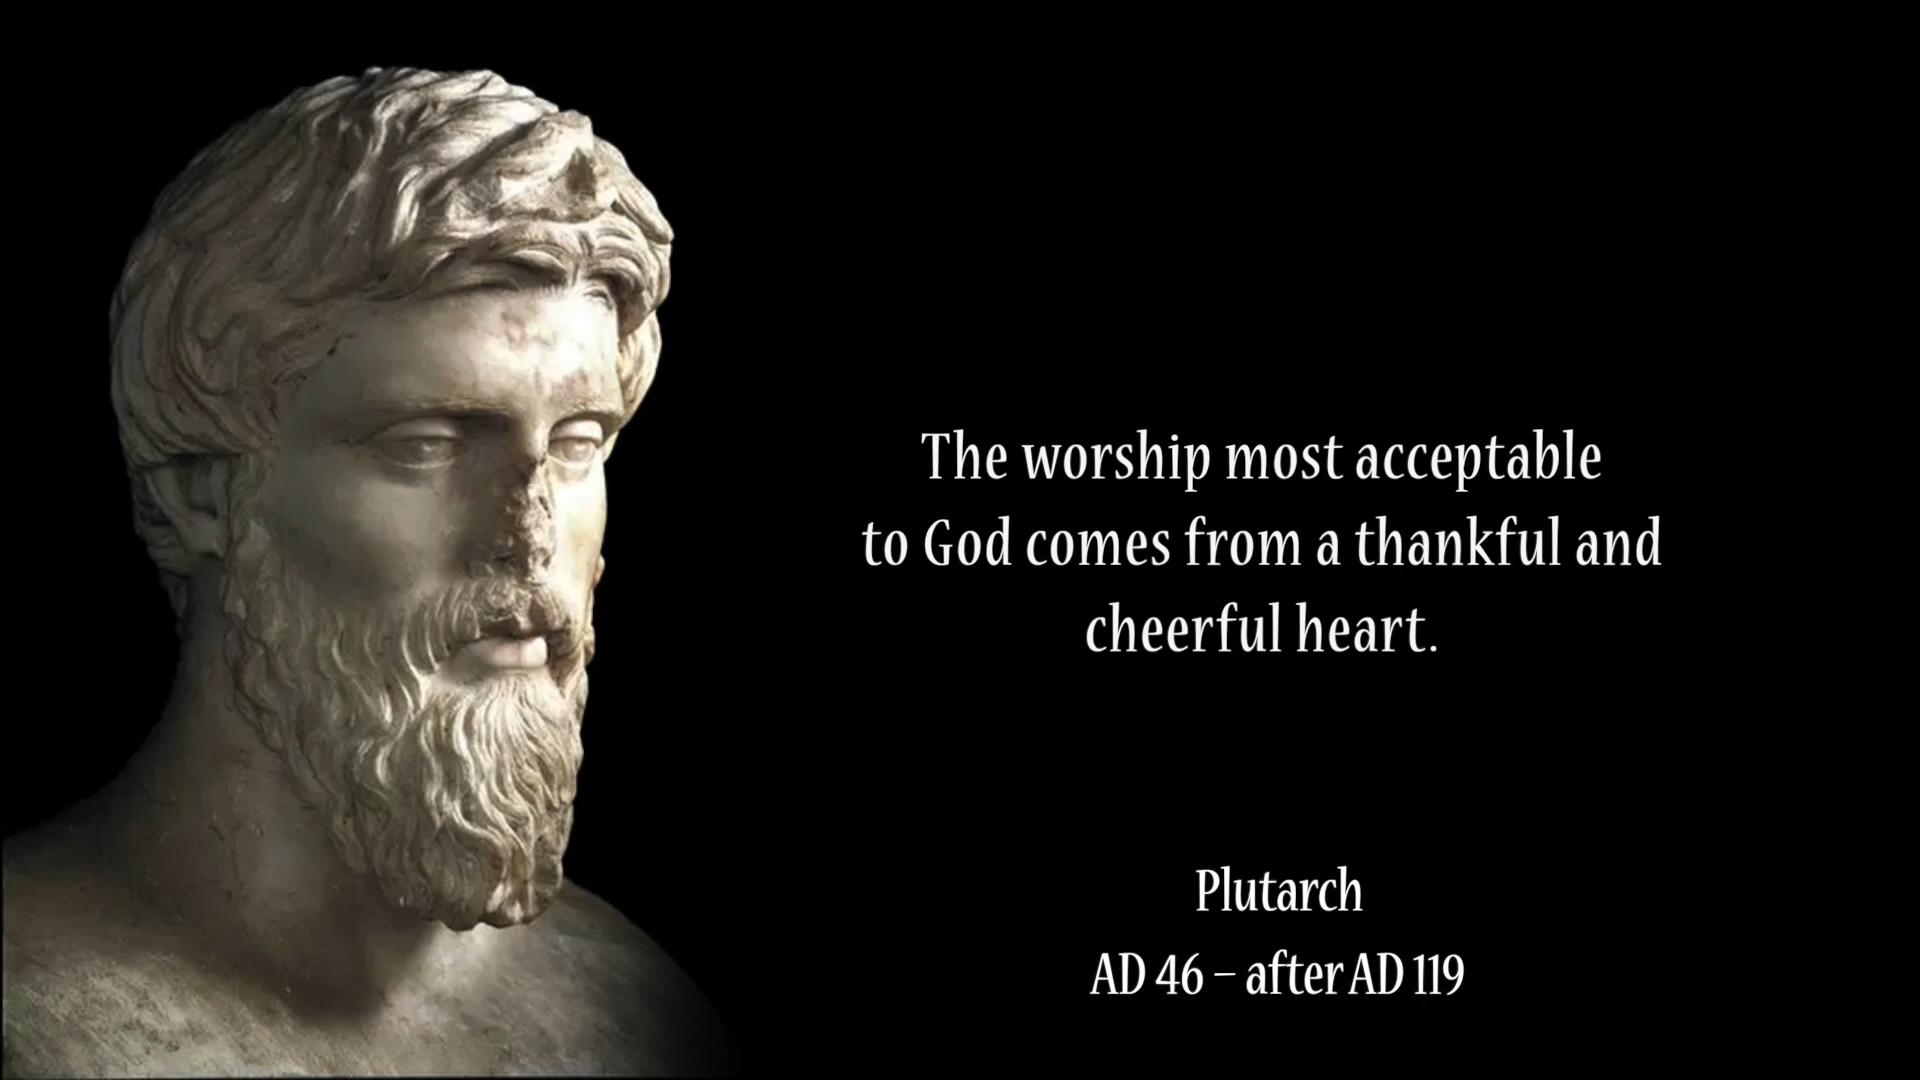 The worship most acceptable
to God comes from a thankful and
cheerful heart.
Plutarch
AD 46 – after AD 119